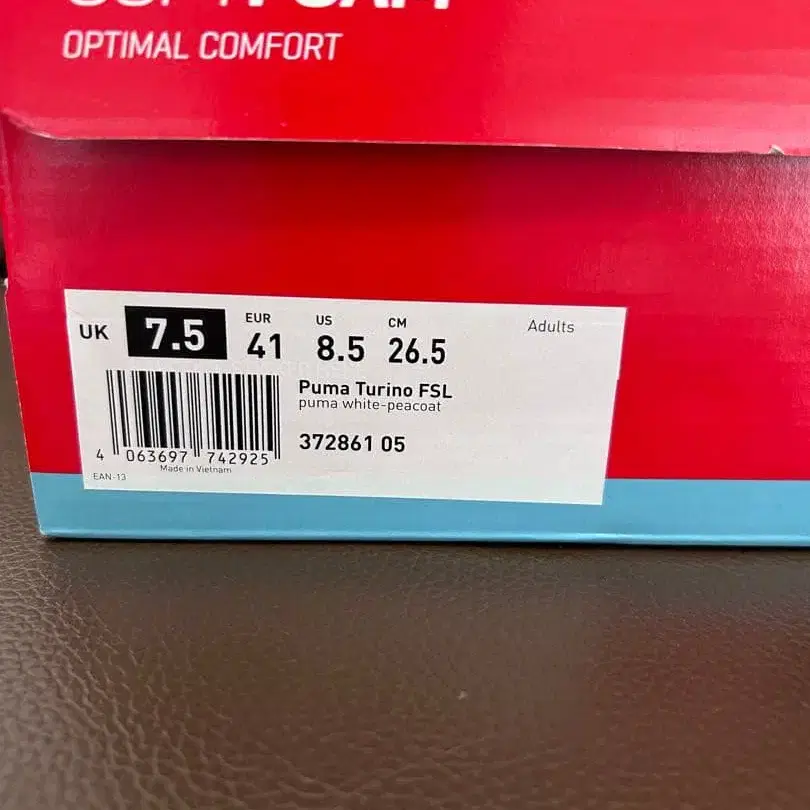 SOFTFOAM
OPTIMAL COMFORT
UK 7.5 EUR 41 US 8.5 CM 26.5 Adults
Puma Turino FSL
puma white-peacoat
372861 05
4 063697 742925
Made in Vietnam
EAN-13